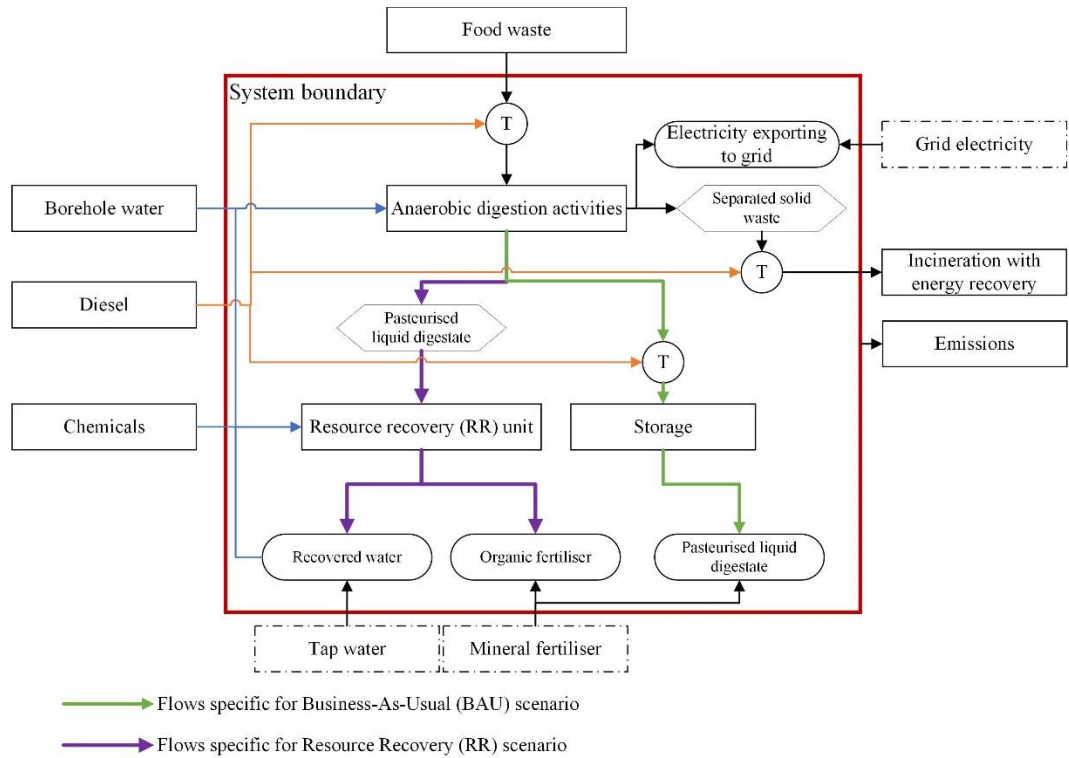 Food waste
System boundary
T
Electricity exporting
to grid
Grid electricity
Borehole water
Anaerobic digestion activities
Separated solid
waste
T
Incineration with
energy recovery
Diesel
Pasteurised
liquid digestate
Emissions
T
Chemicals
Resource recovery (RR) unit
Storage
Recovered water
Organic fertiliser
Pasteurised liquid
digestate
Tap water
Mineral fertiliser
Flows specific for Business-As-Usual (BAU) scenario
Flows specific for Resource Recovery (RR) scenario